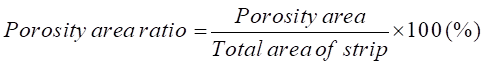 Porosity area ratio = Porosity area / Total area of strip ×100 (%)